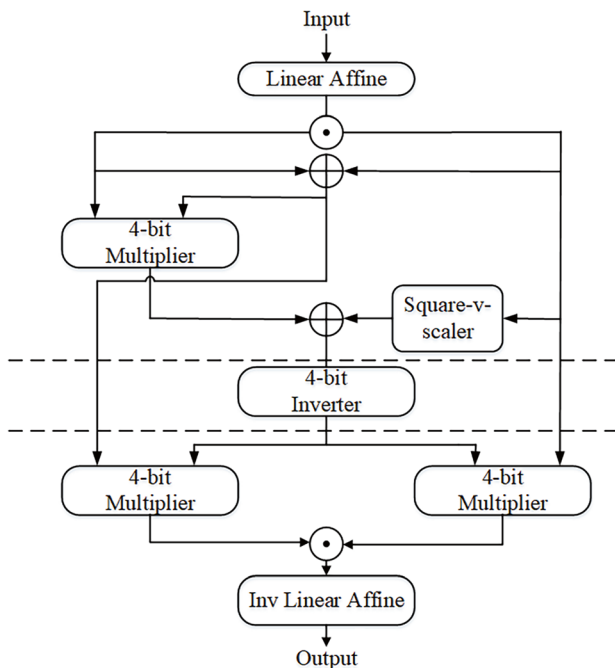 Input
Linear Affine
4-bit
Multiplier
Square-v-
scaler
4-bit
Inverter
4-bit
Multiplier
4-bit
Multiplier
Inv Linear Affine
Output